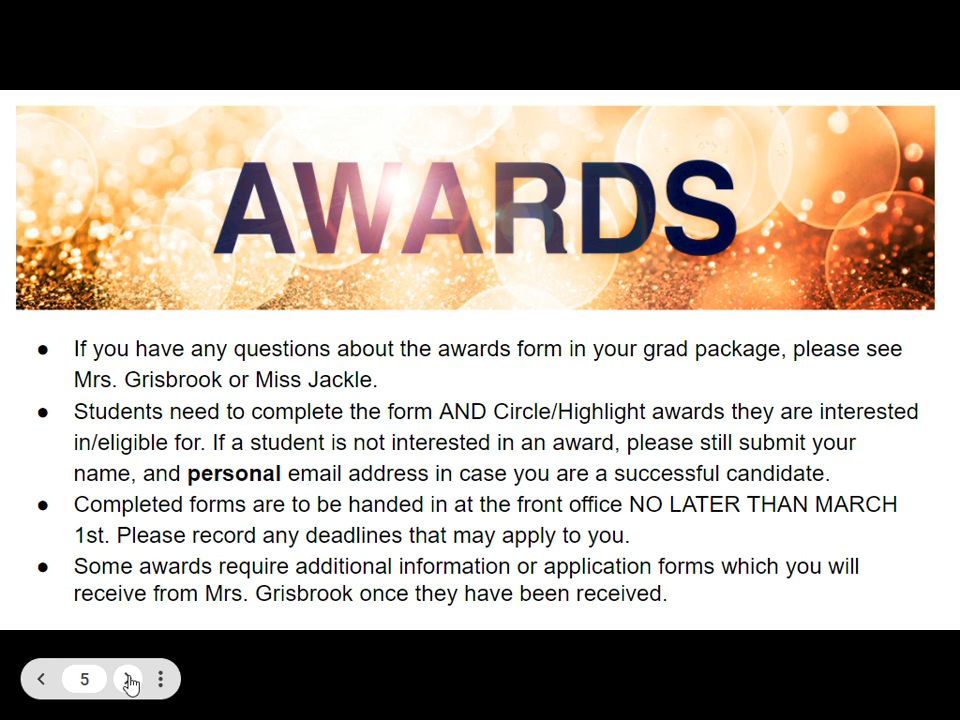 AWARDS
● If you have any questions about the awards form in your grad package, please see
Mrs. Grisbrook or Miss Jackle.
● Students need to complete the form AND Circle/Highlight awards they are interested
in/eligible for. If a student is not interested in an award, please still submit your
name, and personal email address in case you are a successful candidate.
● Completed forms are to be handed in at the front office NO LATER THAN MARCH
1st. Please record any deadlines that may apply to you.
● Some awards require additional information or application forms which you will
receive from Mrs. Grisbrook once they have been received.
5